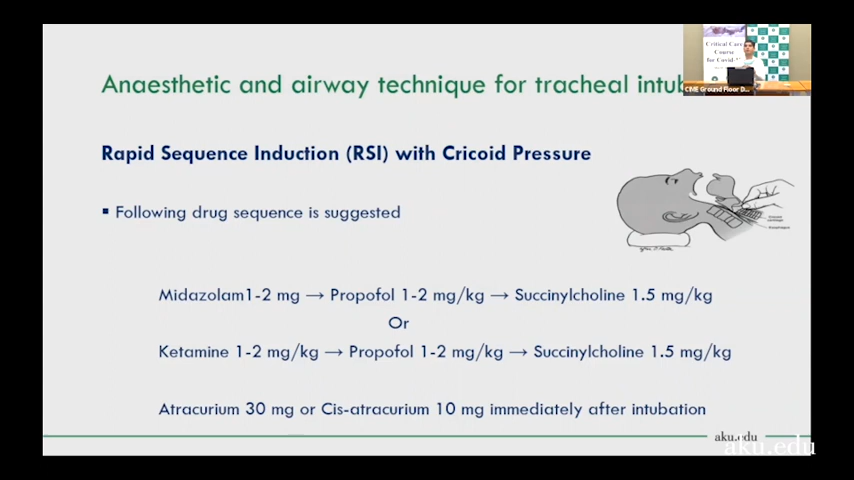 Anaesthetic and airway technique for tracheal intub
Critical Care
Course
for Covid
CME Ground Floor D...
Rapid Sequence Induction (RSI) with Cricoid Pressure
▪ Following drug sequence is suggested
Midazolam1-2 mg → Propofol 1-2 mg/kg → Succinylcholine 1.5 mg/kg
Or
Ketamine 1-2 mg/kg → Propofol 1-2 mg/kg → Succinylcholine 1.5 mg/kg
Atracurium 30 mg or Cis-atracurium 10 mg immediately after intubation
aku.edu
aku.edu